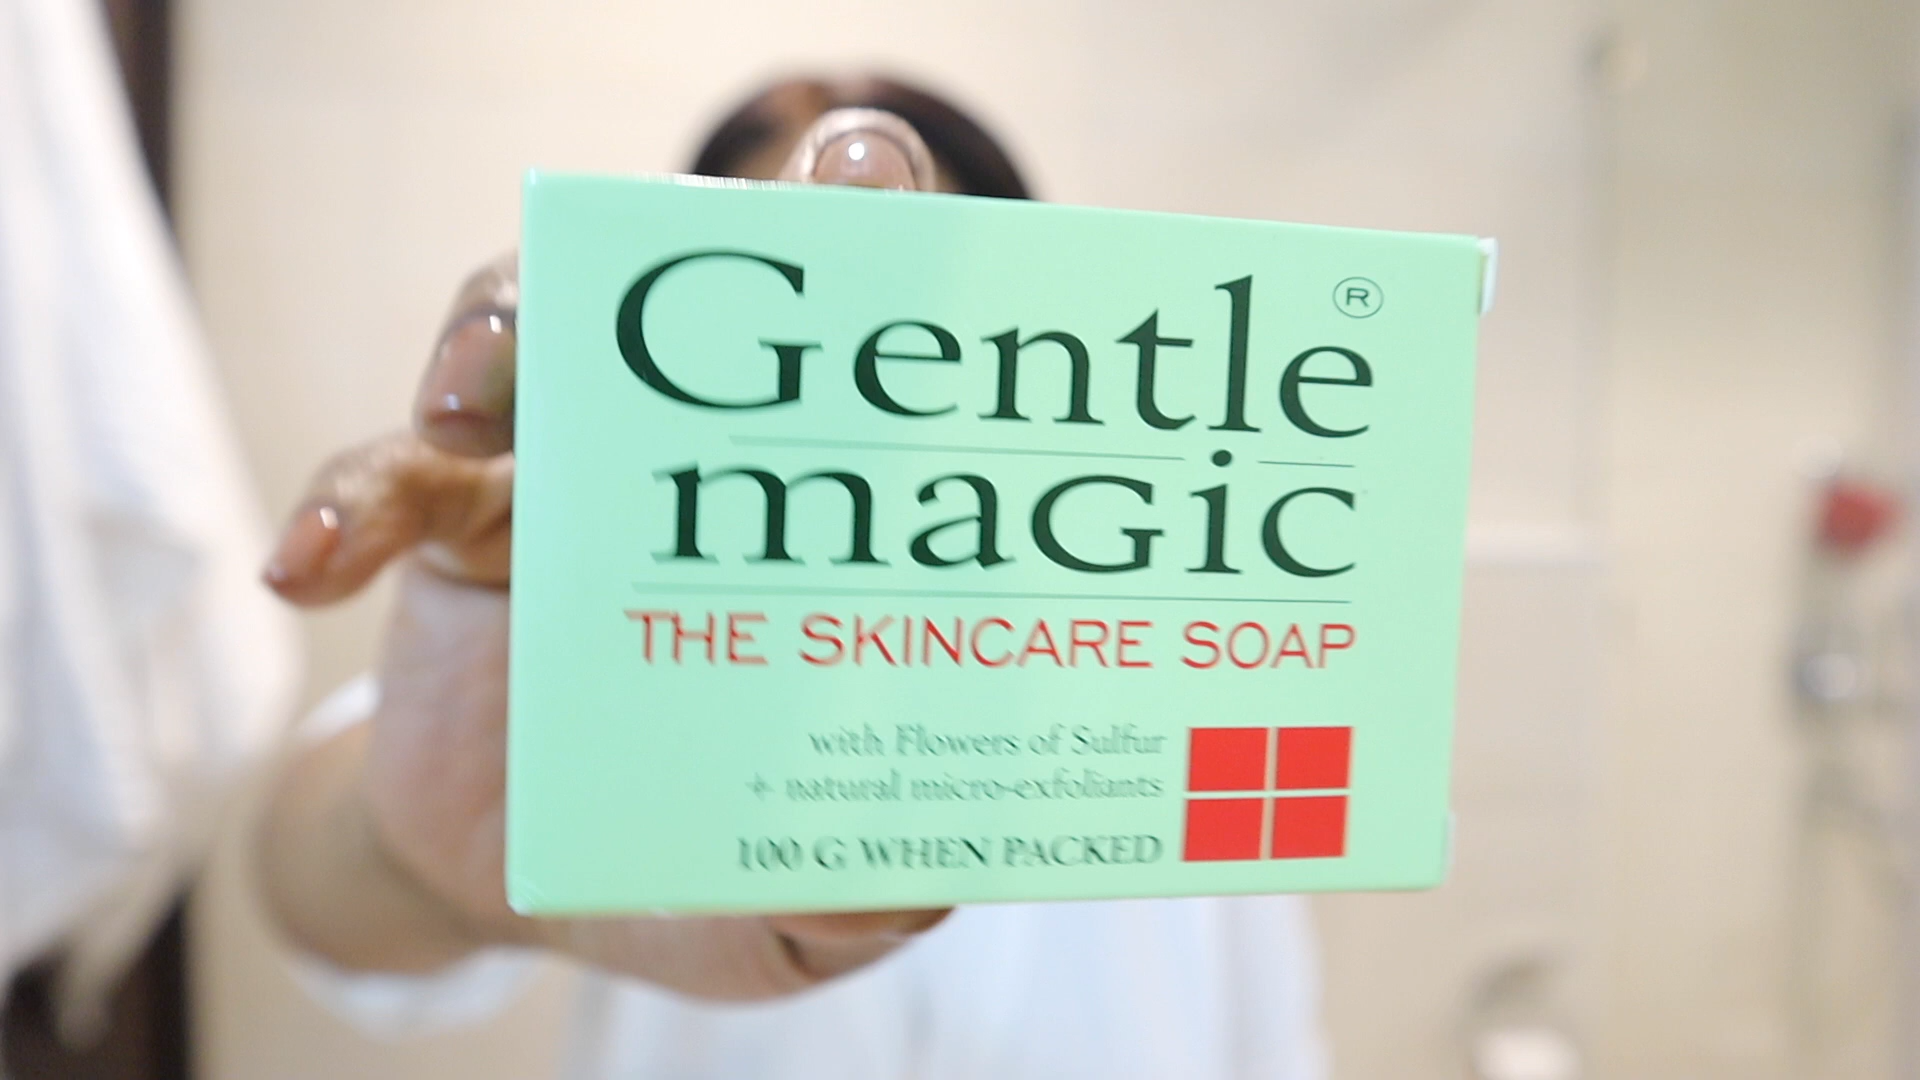 Gentle ®
maGic
THE SKINCARE SOAP
with Flowers of Sulfur
+ natural micro-exfoliants
100 G WHEN PACKED